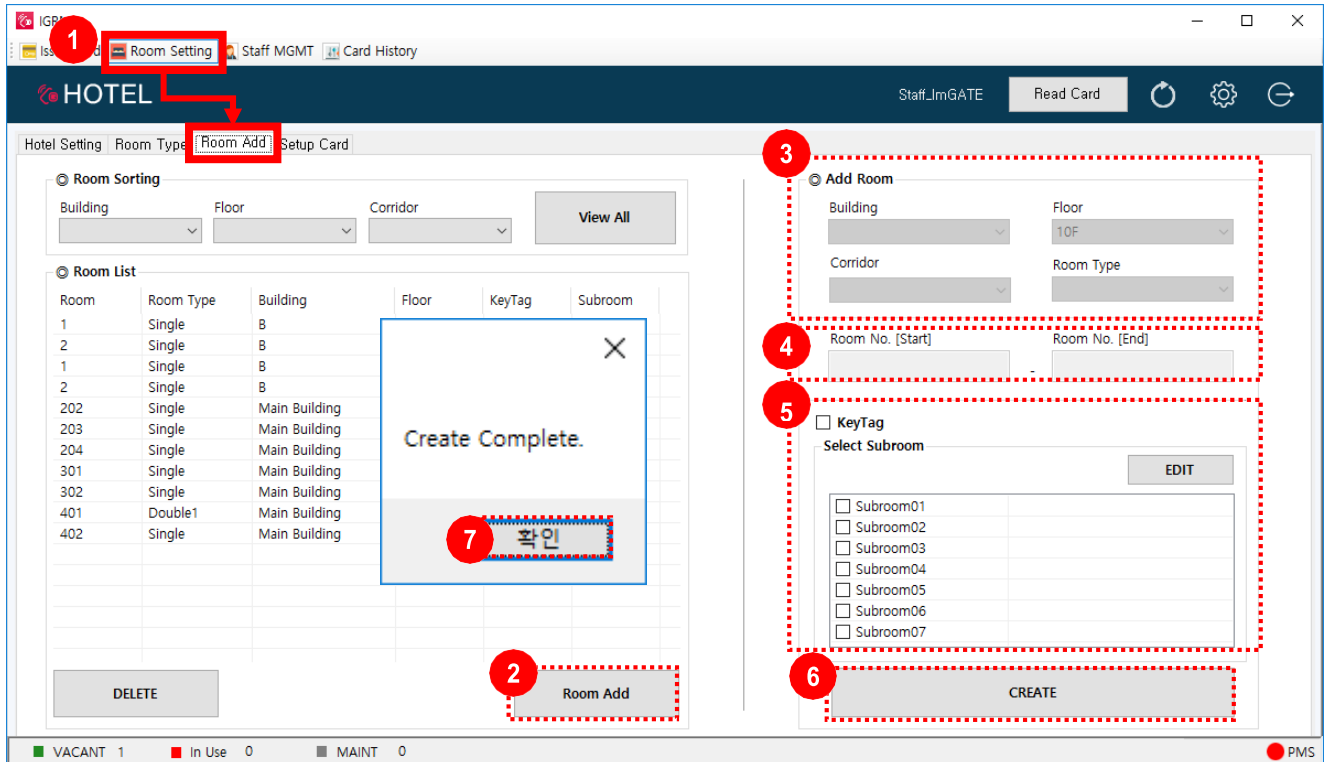 1
Room Setting Staff MGMT Card History
HOTEL
Staff_ImGATE
Read Card
Hotel Setting Room Type Room Add Setup Card
3
◎ Room Sorting
Building Floor Corridor
View All
◎ Add Room
Building Floor
10F
Corridor Room Type
◎ Room List
Room Room Type Building Floor KeyTag Subroom
1 Single B
2 Single B
1 Single B
2 Single B
202 Single Main Building
203 Single Main Building
204 Single Main Building
301 Single Main Building
302 Single Main Building
401 Double1 Main Building
402 Single Main Building
Create Complete.
7
확인
4
Room No. [Start] Room No. [End]
-
5
KeyTag
Select Subroom
EDIT
Subroom01
Subroom02
Subroom03
Subroom04
Subroom05
Subroom06
Subroom07
DELETE
2
Room Add
6
CREATE
VACANT 1 In Use 0 MAINT 0
PMS